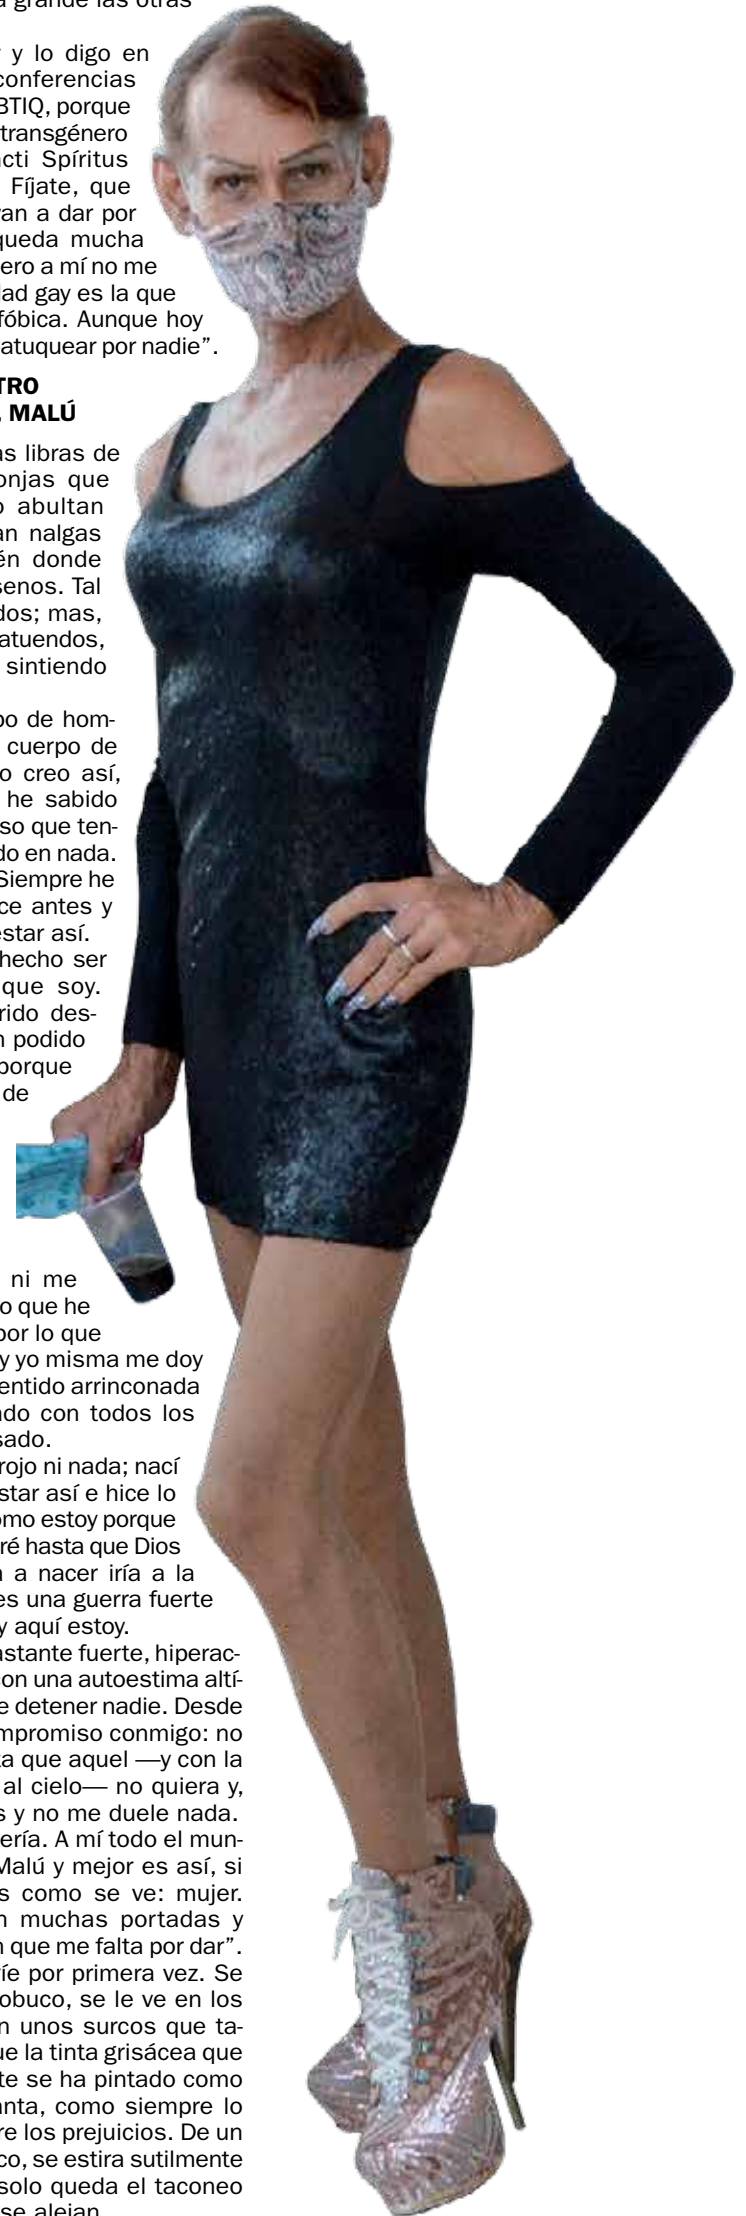 a grande las otras
y lo digo en
conferencias
BTIQ, porque
transgénero
cti Spíritus
Fíjate, que
an a dar por
queda mucha
ero a mí no me
dad gay es la que
fóbica. Aunque hoy
atuquear por nadie”.
TRO
MALÚ
as libras de
onjas que
o abultan
an nalgas
én donde
senos. Tal
dos; mas,
atuendos,
sintiendo
po de hom-
cuerpo de
o creo así,
he sabido
so que ten-
do en nada.
Siempre he
ce antes y
estar así.
hecho ser
que soy.
rido des-
n podido
porque
de
ni me
o que he
por lo que
y yo misma me doy
entido arrinconada
ado con todos los
sado.
rojo ni nada; nací
star así e hice lo
omo estoy porque
ré hasta que Dios
a a nacer iría a la
es una guerra fuerte
y aquí estoy.
astante fuerte, hiperac-
con una autoestima altí-
e detener nadie. Desde
mpromiso conmigo: no
ta que aquel —y con la
al cielo— no quiera y,
s y no me duele nada.
ería. A mí todo el mun-
Malú y mejor es así, si
s como se ve: mujer.
n muchas portadas y
n que me falta por dar”.
íe por primera vez. Se
obuco, se le ve en los
n unos surcos que ta-
ue la tinta grisácea que
te se ha pintado como
anta, como siempre lo
re los prejuicios. De un
co, se estira sutilmente
solo queda el taconeo
se alejan